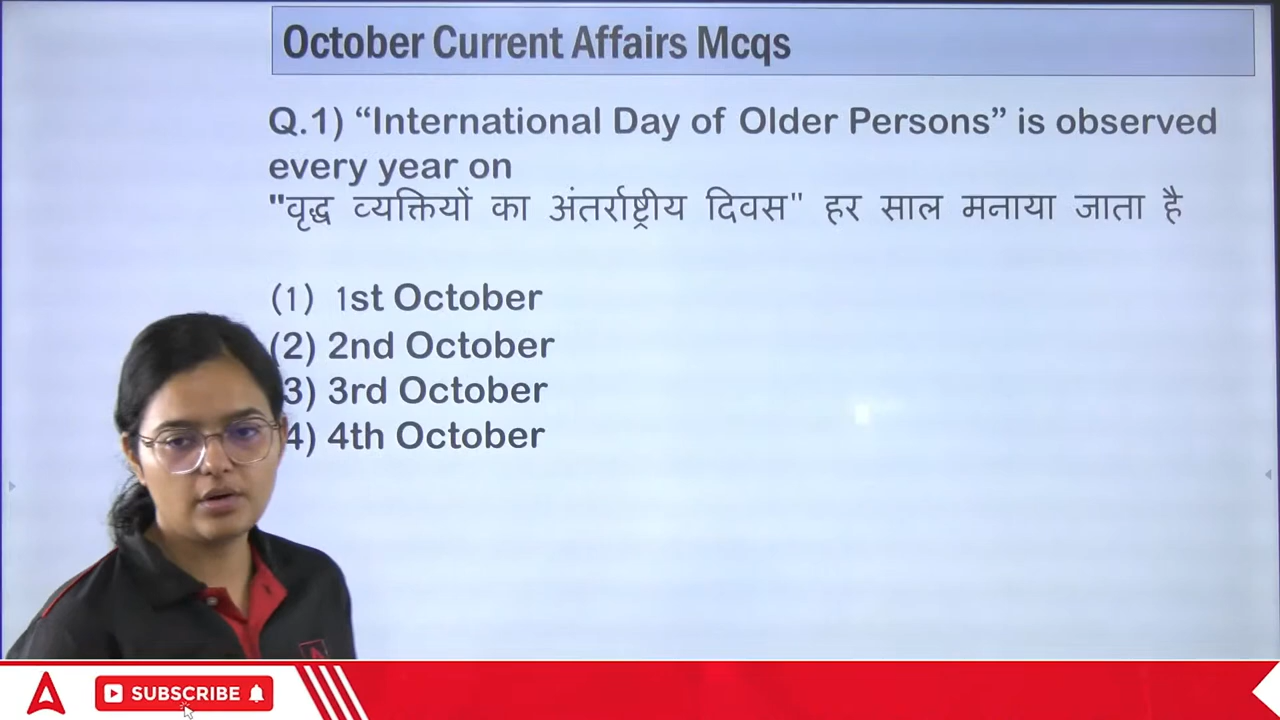 October Current Affairs Mcqs
Q.1) “International Day of Older Persons” is observed
every year on
"वृद्ध व्यक्तियों का अंतर्राष्ट्रीय दिवस" हर साल मनाया जाता है
(1) 1st October
(2) 2nd October
3) 3rd October
4) 4th October
SUBSCRIBE